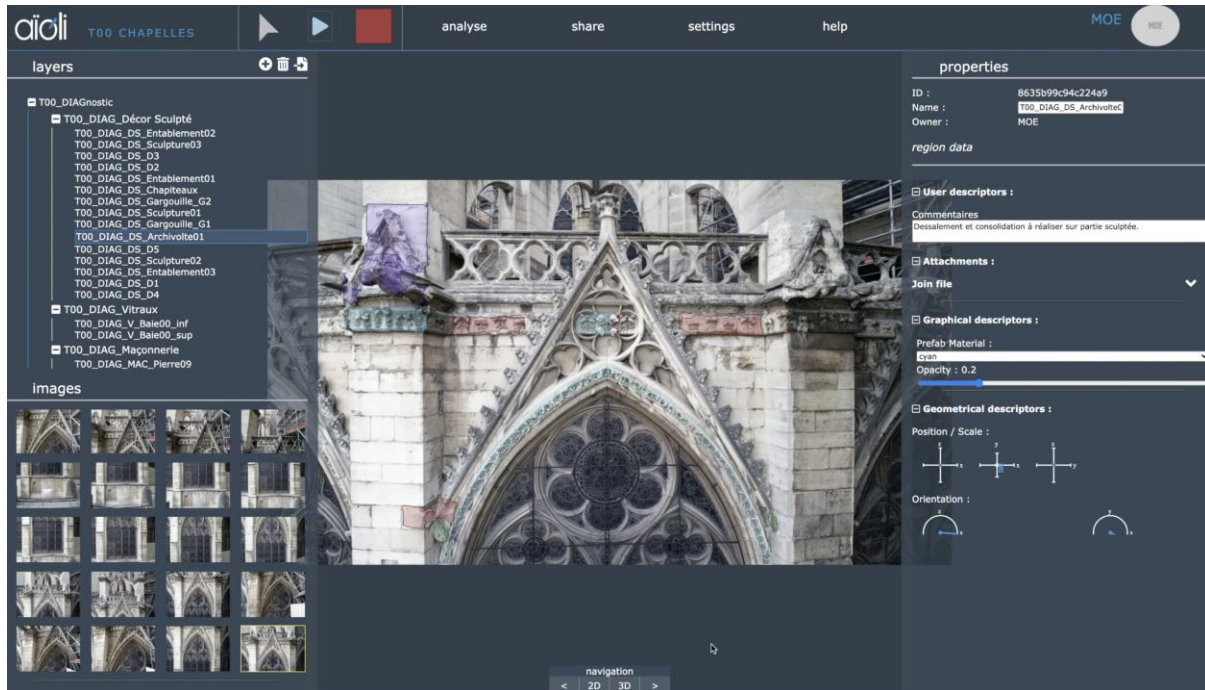 aïoli
T00 CHAPELLES
analyse
share
settings
help
MOE
MOE
layers
T00_DIAGnostic
T00_DIAG_Décor Sculpté
T00_DIAG_DS_Entablement02
T00_DIAG_DS_Sculpture03
T00_DIAG_DS_D3
T00_DIAG_DS_D2
T00_DIAG_DS_Entablement01
T00_DIAG_DS_Chapiteaux
T00_DIAG_DS_Gargouille_G2
T00_DIAG_DS_Sculpture01
T00_DIAG_DS_Gargouille_G1
T00_DIAG_DS_Archivolte01
T00_DIAG_DS_D5
T00_DIAG_DS_Sculpture02
T00_DIAG_DS_Entablement03
T00_DIAG_DS_D1
T00_DIAG_DS_D4
T00_DIAG_Vitraux
T00_DIAG_V_Baie00_inf
T00_DIAG_V_Baie00_sup
T00_DIAG_Maçonnerie
T00_DIAG_MAC_Pierre09
images
navigation
< 2D 3D >
properties
ID : 8635b99c94c224a9
Name : T00_DIAG_DS_ArchivolteC
Owner : MOE
region data
User descriptors :
Commentaires
Dessalement et consolidation à réaliser sur partie sculptée.
Attachments :
Join file
Graphical descriptors :
Prefab Material :
cyan
Opacity : 0.2
Geometrical descriptors :
Position / Scale :
z y z
x x y
Orientation :
z y
x x